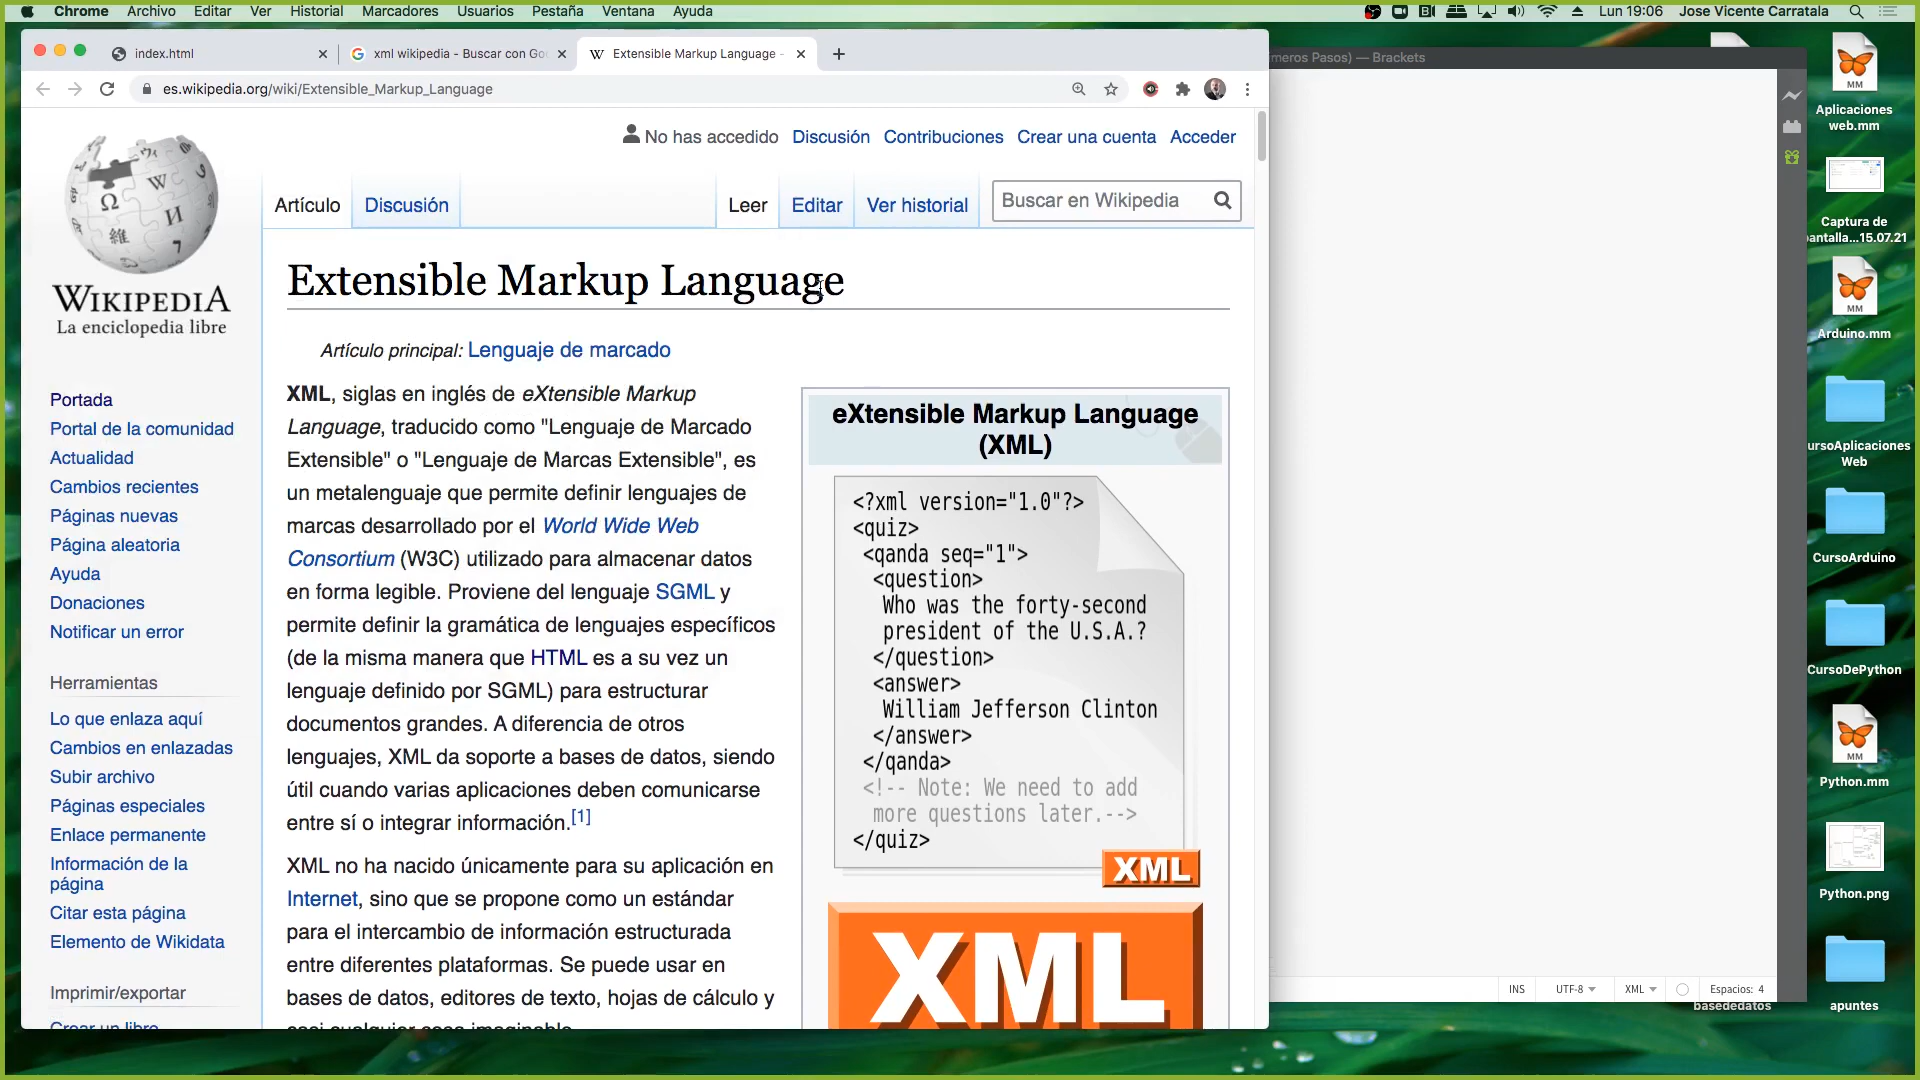 Chrome Archivo Editar Ver Historial Marcadores Usuarios Pestaña Ventana Ayuda
Lun 19:06 Jose Vicente Carratala
index.html
xml wikipedia - Buscar con Go
Extensible Markup Language -
meros Pasos) — Brackets
es.wikipedia.org/wiki/Extensible_Markup_Language
No has accedido Discusión Contribuciones Crear una cuenta Acceder
Artículo Discusión Leer Editar Ver historial
Buscar en Wikipedia
WIKIPEDIA
La enciclopedia libre
Portada
Portal de la comunidad
Actualidad
Cambios recientes
Páginas nuevas
Página aleatoria
Ayuda
Donaciones
Notificar un error
Herramientas
Lo que enlaza aquí
Cambios en enlazadas
Subir archivo
Páginas especiales
Enlace permanente
Información de la
página
Citar esta página
Elemento de Wikidata
Imprimir/exportar
Crear un libro
Extensible Markup Language
Artículo principal: Lenguaje de marcado
XML, siglas en inglés de eXtensible Markup
Language, traducido como "Lenguaje de Marcado
Extensible" o "Lenguaje de Marcas Extensible", es
un metalenguaje que permite definir lenguajes de
marcas desarrollado por el World Wide Web
Consortium (W3C) utilizado para almacenar datos
en forma legible. Proviene del lenguaje SGML y
permite definir la gramática de lenguajes específicos
(de la misma manera que HTML es a su vez un
lenguaje definido por SGML) para estructurar
documentos grandes. A diferencia de otros
lenguajes, XML da soporte a bases de datos, siendo
útil cuando varias aplicaciones deben comunicarse
entre sí o integrar información.[1]
XML no ha nacido únicamente para su aplicación en
Internet, sino que se propone como un estándar
para el intercambio de información estructurada
entre diferentes plataformas. Se puede usar en
bases de datos, editores de texto, hojas de cálculo y
casi cualquier cosa imaginable.
eXtensible Markup Language
(XML)
<?xml version="1.0"?>
<quiz>
<qanda seq="1">
<question>
Who was the forty-second
president of the U.S.A.?
</question>
<answer>
William Jefferson Clinton
</answer>
</qanda>
<!-- Note: We need to add
more questions later.-->
</quiz>
XML
XML
INS UTF-8 XML Espacios: 4
MM
Aplicaciones
web.mm
Captura de
pantalla...15.07.21
MM
Arduino.mm
ursoAplicaciones
Web
CursoArduino
CursoDePython
MM
Python.mm
Python.png
basededatos
apuntes